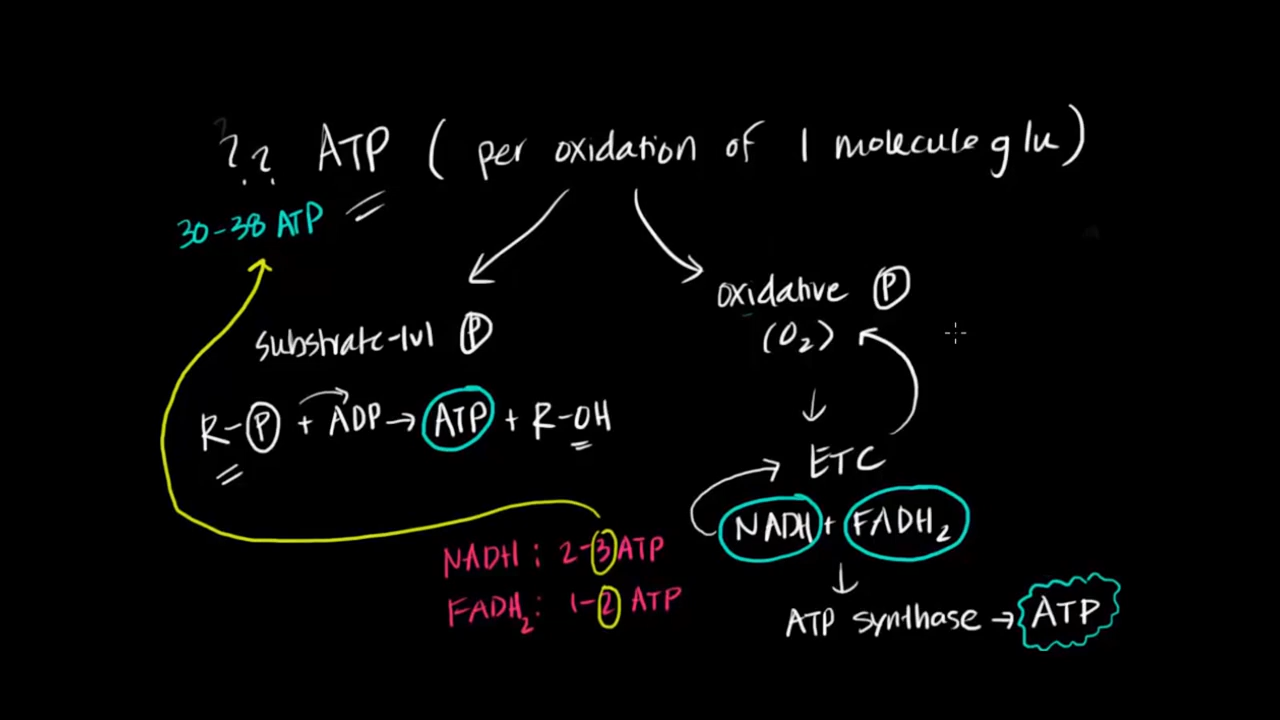 ?? ATP ( per oxidation of 1 molecule glu)
30-38 ATP
substrate-lvl P
R-P + ADP → ATP + R-OH
oxidative P
(O₂)
↓
ETC
NADH + FADH₂
↓
ATP synthase → ATP
NADH : 2-3 ATP
FADH₂ : 1-2 ATP